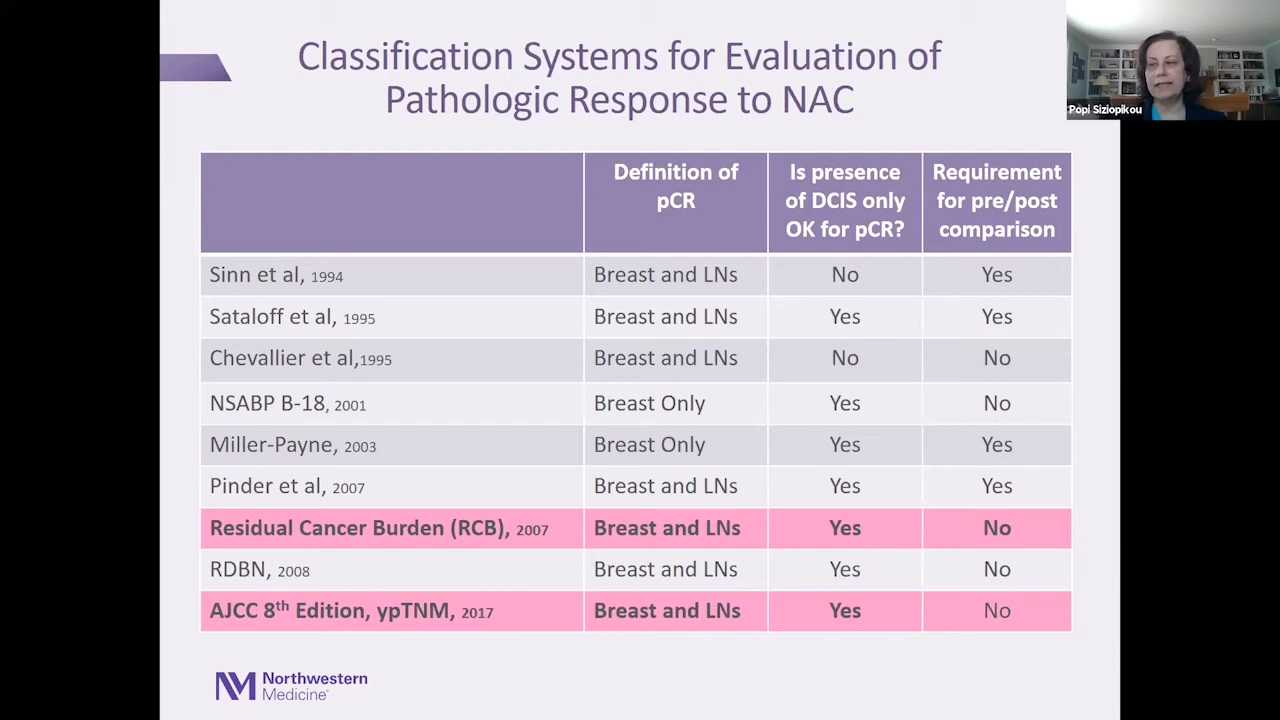 Classification Systems for Evaluation of
Pathologic Response to NAC
Popi Siziopikou
Definition of
pCR
Is presence
of DCIS only
OK for pCR?
Requirement
for pre/post
comparison
Sinn et al, 1994 Breast and LNs No Yes
Sataloff et al, 1995 Breast and LNs Yes Yes
Chevallier et al,1995 Breast and LNs No No
NSABP B-18, 2001 Breast Only Yes No
Miller-Payne, 2003 Breast Only Yes Yes
Pinder et al, 2007 Breast and LNs Yes Yes
Residual Cancer Burden (RCB), 2007 Breast and LNs Yes No
RDBN, 2008 Breast and LNs Yes No
AJCC 8th Edition, ypTNM, 2017 Breast and LNs Yes No
NM Northwestern
Medicine